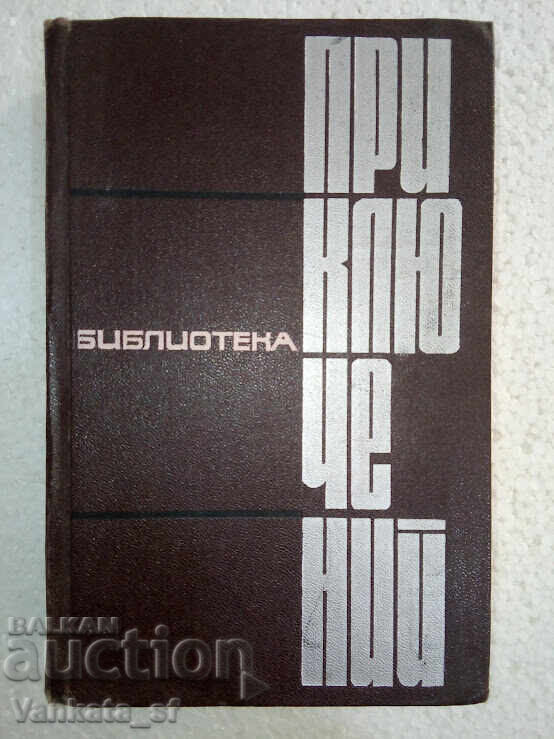 БИБЛИОТЕКА
ПРИ
КЛЮ
ЧЕ
НИЙ
BALKAN
auction
Vankata_sf